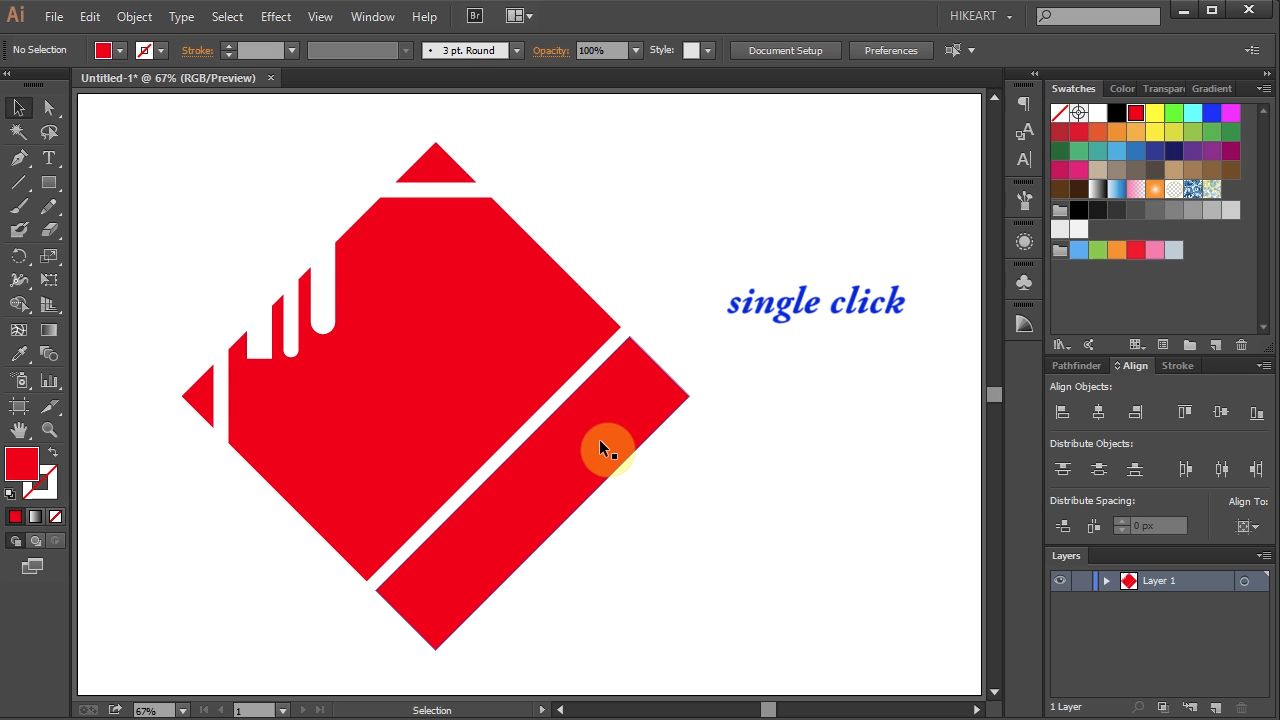 Ai File Edit Object Type Select Effect View Window Help Br HIKEART
No Selection Stroke: 3 pt. Round Opacity: 100% Style: Document Setup Preferences
Untitled-1* @ 67% (RGB/Preview)
Swatches Color Transpar Gradient
single click
Pathfinder Align Stroke
Align Objects:
Distribute Objects:
Distribute Spacing: Align To:
0 px
Layers
Layer 1
1 Layer
67% 1 Selection